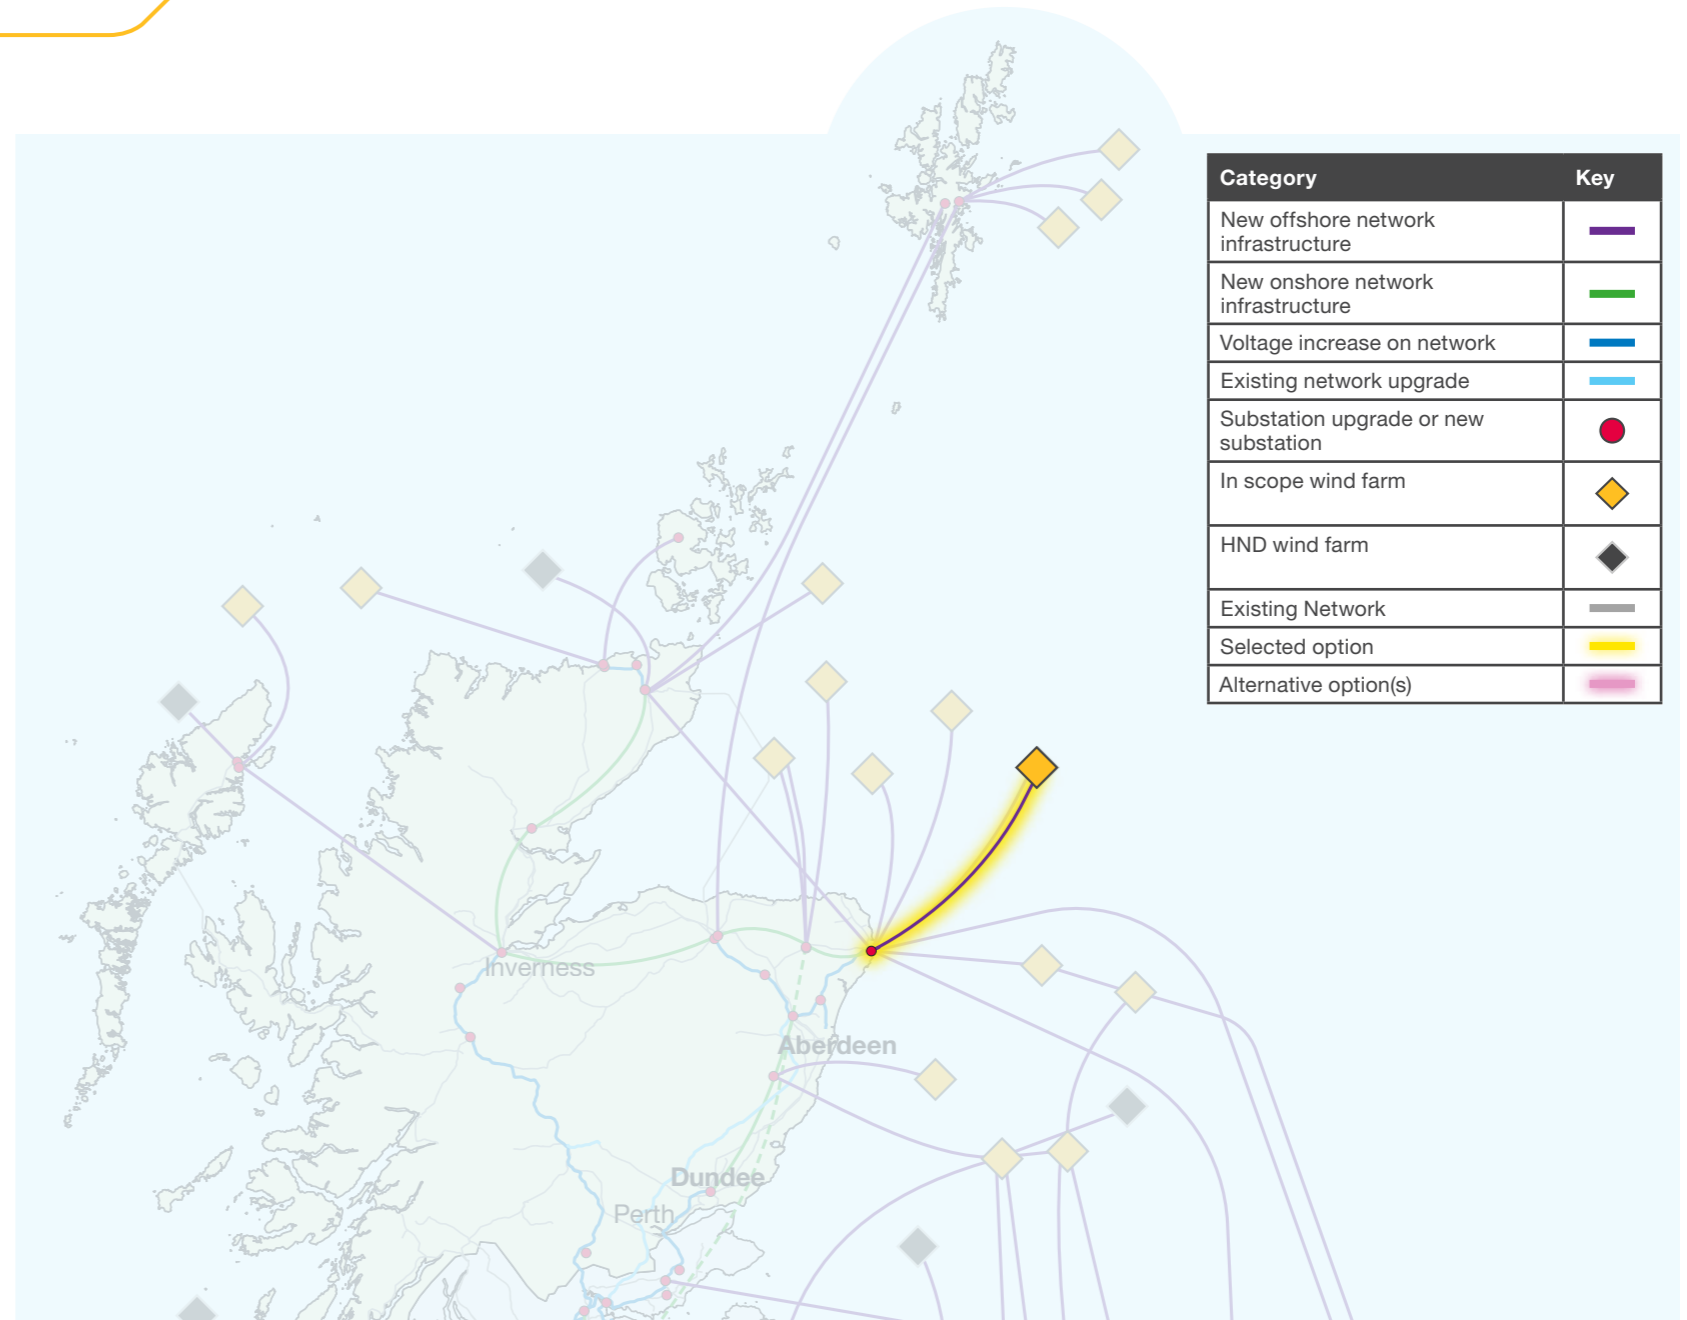 Category Key
New offshore network
infrastructure
New onshore network
infrastructure
Voltage increase on network
Existing network upgrade
Substation upgrade or new
substation
In scope wind farm
HND wind farm
Existing Network
Selected option
Alternative option(s)
Inverness
Aberdeen
Dundee
Perth